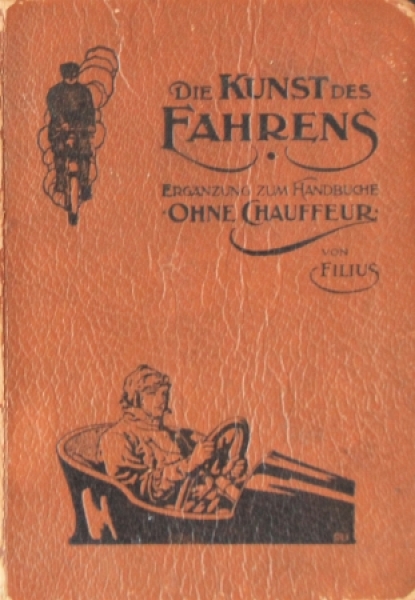 DIE KUNST DES
FAHRENS
ERGÄNZUNG ZUM HANDBUCHE
·OHNE CHAUFFEUR·
VON
FILIUS